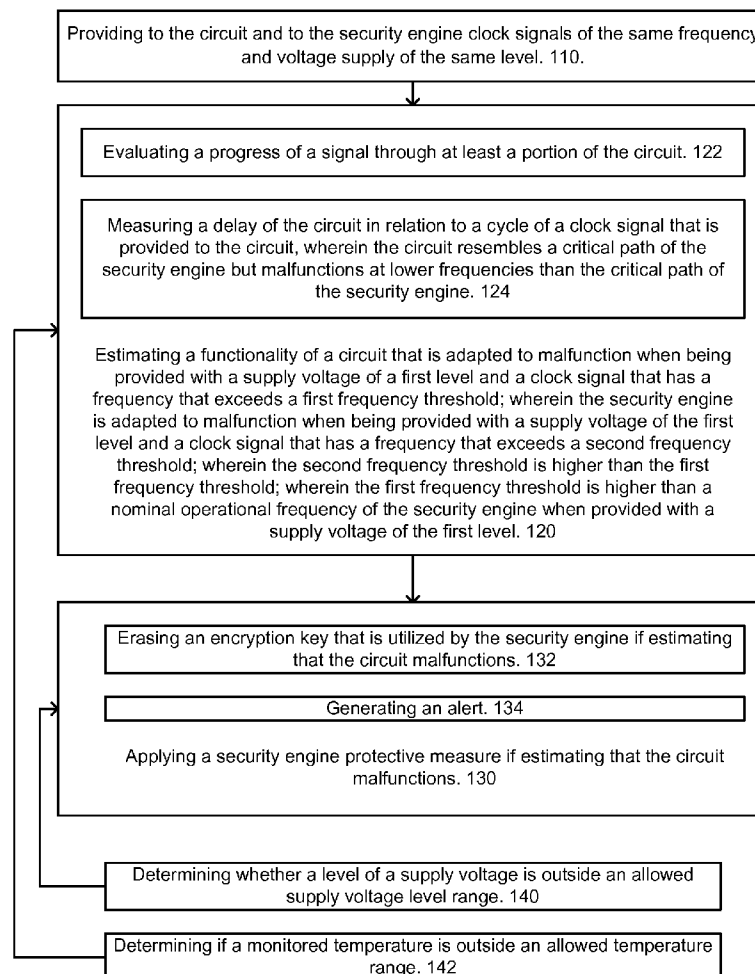 Providing to the circuit and to the security engine clock signals of the same frequency
and voltage supply of the same level. 110.
Evaluating a progress of a signal through at least a portion of the circuit. 122
Measuring a delay of the circuit in relation to a cycle of a clock signal that is
provided to the circuit, wherein the circuit resembles a critical path of the
security engine but malfunctions at lower frequencies than the critical path of
the security engine. 124
Estimating a functionality of a circuit that is adapted to malfunction when being
provided with a supply voltage of a first level and a clock signal that has a
frequency that exceeds a first frequency threshold; wherein the security engine
is adapted to malfunction when being provided with a supply voltage of the first
level and a clock signal that has a frequency that exceeds a second frequency
threshold; wherein the second frequency threshold is higher than the first
frequency threshold; wherein the first frequency threshold is higher than a
nominal operational frequency of the security engine when provided with a
supply voltage of the first level. 120
Erasing an encryption key that is utilized by the security engine if estimating
that the circuit malfunctions. 132
Generating an alert. 134
Applying a security engine protective measure if estimating that the circuit
malfunctions. 130
Determining whether a level of a supply voltage is outside an allowed
supply voltage level range. 140
Determining if a monitored temperature is outside an allowed temperature
range. 142